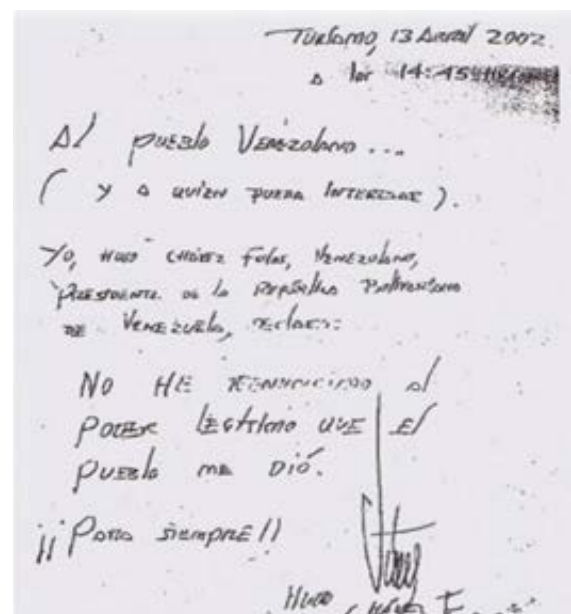 Turiamo, 13 Abril 2002.
a las 14:45 Horas
Al pueblo Venezolano...
( y a quien pueda interesar ).
Yo, Hugo Chávez Frías, Venezolano,
Presidente de la República Bolivariana
de Venezuela, declaro:
No he renunciado al
poder legítimo que el
pueblo me dió.
¡¡Para siempre!!
Hugo Chávez F